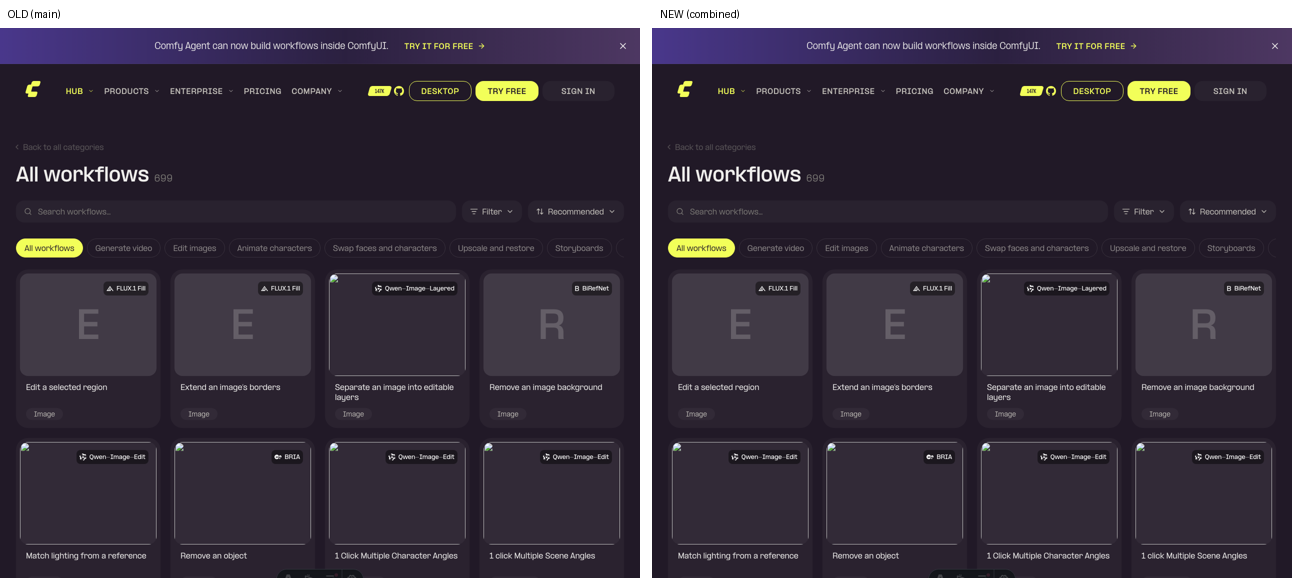 OLD (main)
Comfy Agent can now build workflows inside ComfyUI. TRY IT FOR FREE →
HUB PRODUCTS ENTERPRISE PRICING COMPANY 147K DESKTOP TRY FREE SIGN IN
Back to all categories
All workflows 699
Search workflows... Filter Recommended
All workflows Generate video Edit images Animate characters Swap faces and characters Upscale and restore Storyboards
FLUX.1 Fill FLUX.1 Fill Qwen-Image-Layered B BiRefNet
E E R
Edit a selected region Extend an image's borders Separate an image into editable layers Remove an image background
Image Image Image Image
Qwen-Image-Edit BRIA Qwen-Image-Edit Qwen-Image-Edit
Match lighting from a reference Remove an object 1 Click Multiple Character Angles 1 click Multiple Scene Angles
NEW (combined)
Comfy Agent can now build workflows inside ComfyUI. TRY IT FOR FREE →
HUB PRODUCTS ENTERPRISE PRICING COMPANY 147K DESKTOP TRY FREE SIGN IN
Back to all categories
All workflows 699
Search workflows... Filter Recommended
All workflows Generate video Edit images Animate characters Swap faces and characters Upscale and restore Storyboards
FLUX.1 Fill FLUX.1 Fill Qwen-Image-Layered B BiRefNet
E E R
Edit a selected region Extend an image's borders Separate an image into editable layers Remove an image background
Image Image Image Image
Qwen-Image-Edit BRIA Qwen-Image-Edit Qwen-Image-Edit
Match lighting from a reference Remove an object 1 Click Multiple Character Angles 1 click Multiple Scene Angles